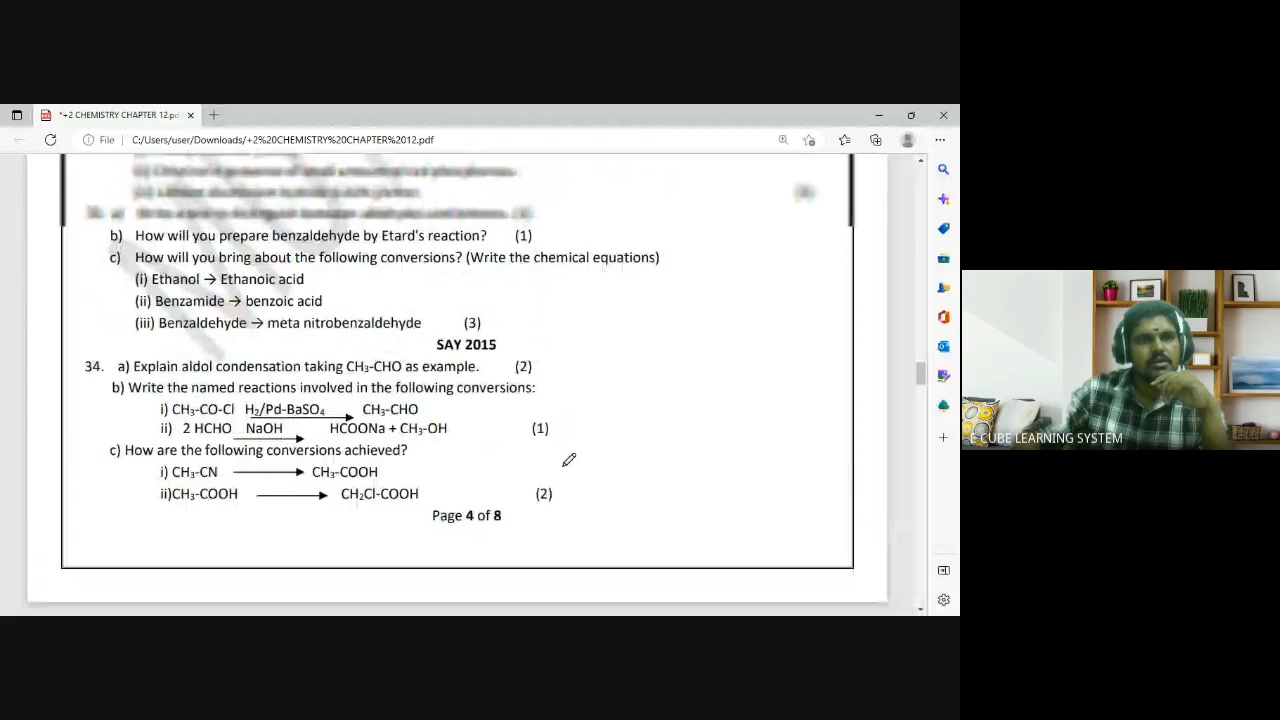 *+2 CHEMISTRY CHAPTER 12.pd
File C:/Users/user/Downloads/+2%20CHEMISTRY%20CHAPTER%2012.pdf
b) How will you prepare benzaldehyde by Etard's reaction? (1)
c) How will you bring about the following conversions? (Write the chemical equations)
(i) Ethanol → Ethanoic acid
(ii) Benzamide → benzoic acid
(iii) Benzaldehyde → meta nitrobenzaldehyde (3)
SAY 2015
34. a) Explain aldol condensation taking CH₃-CHO as example. (2)
b) Write the named reactions involved in the following conversions:
i) CH₃-CO-Cl H₂/Pd-BaSO₄ CH₃-CHO
ii) 2 HCHO NaOH HCOONa + CH₃-OH (1)
c) How are the following conversions achieved?
i) CH₃-CN CH₃-COOH
ii)CH₃-COOH CH₂Cl-COOH (2)
Page 4 of 8
CUBE LEARNING SYSTEM